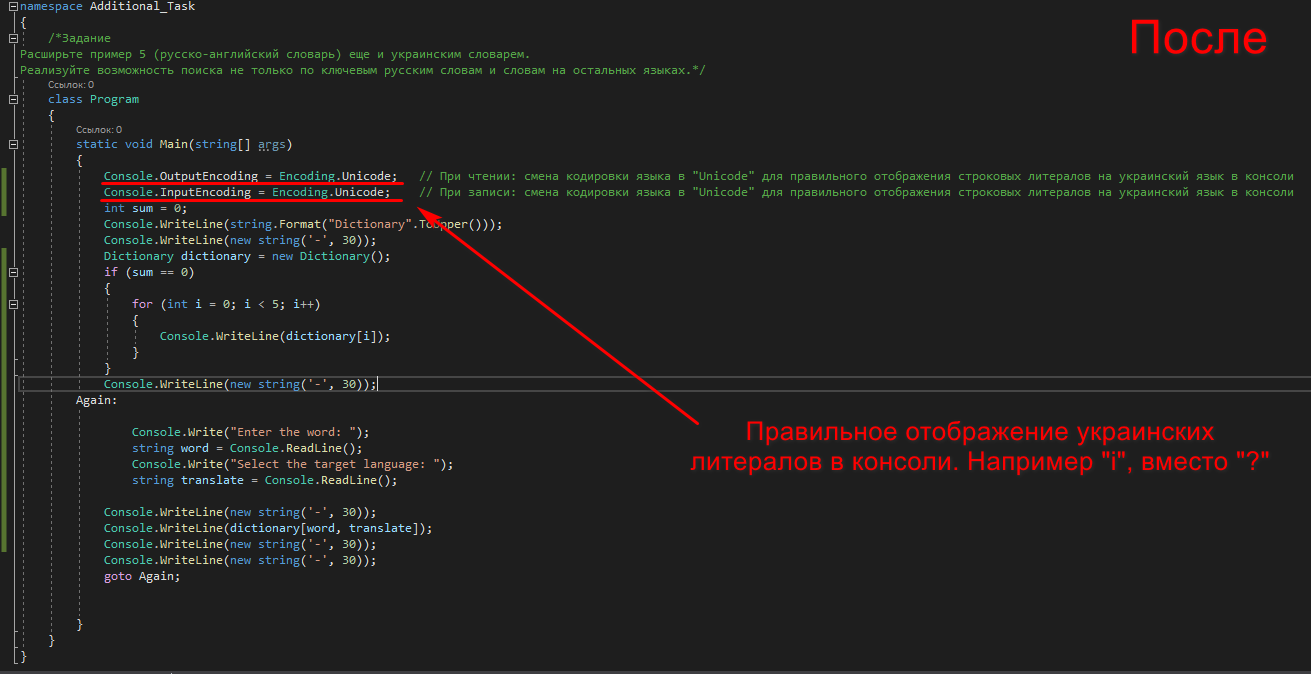 namespace Additional_Task
После
{
/*Задание
Расширьте пример 5 (русско-английский словарь) еще и украинским словарем.
Реализуйте возможность поиска не только по ключевым русским словам и словам на остальных языках.*/
Ссылок: 0
class Program
{
Ссылок: 0
static void Main(string[] args)
{
Console.OutputEncoding = Encoding.Unicode; // При чтении: смена кодировки языка в "Unicode" для правильного отображения строковых литералов на украинский язык в консоли
Console.InputEncoding = Encoding.Unicode; // При записи: смена кодировки языка в "Unicode" для правильного отображения строковых литералов на украинский язык в консоли
int sum = 0;
Console.WriteLine(string.Format("Dictionary".ToUpper()));
Console.WriteLine(new string('-', 30));
Dictionary dictionary = new Dictionary();
if (sum == 0)
{
for (int i = 0; i < 5; i++)
{
Console.WriteLine(dictionary[i]);
}
}
Console.WriteLine(new string('-', 30));
Again:
Console.Write("Enter the word: ");
string word = Console.ReadLine();
Console.Write("Select the target language: ");
string translate = Console.ReadLine();
Правильное отображение украинских
литералов в консоли. Например "і", вместо "?"
Console.WriteLine(new string('-', 30));
Console.WriteLine(dictionary[word, translate]);
Console.WriteLine(new string('-', 30));
Console.WriteLine(new string('-', 30));
goto Again;
}
}
}